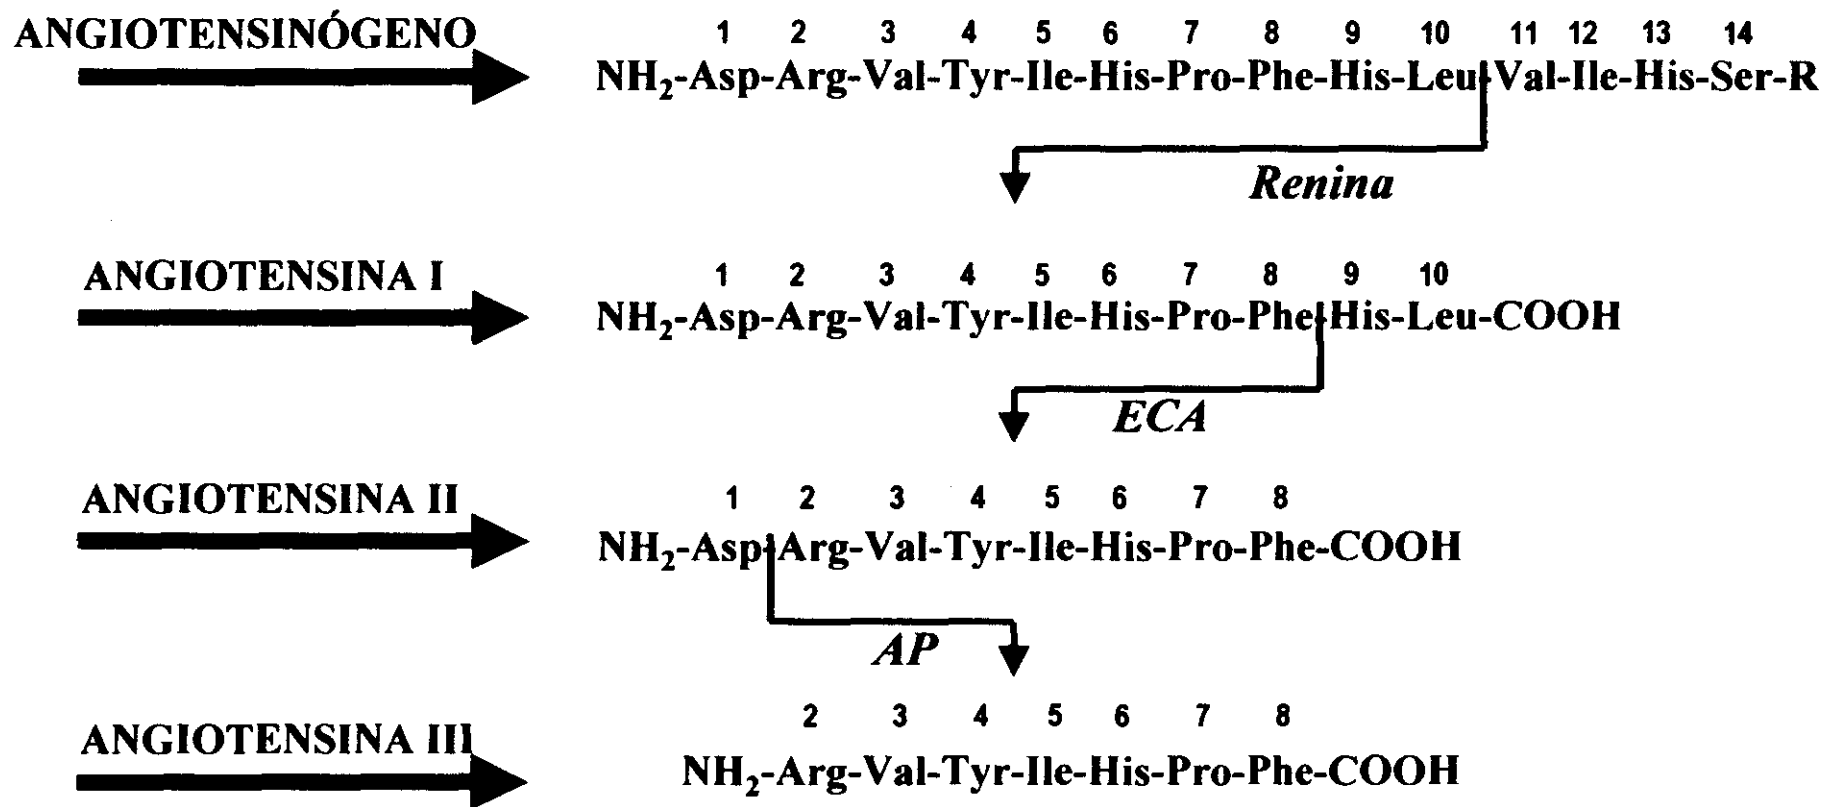 ANGIOTENSINÓGENO
1 2 3 4 5 6 7 8 9 10 11 12 13 14
NH₂-Asp-Arg-Val-Tyr-Ile-His-Pro-Phe-His-Leu-Val-Ile-His-Ser-R
Renina
ANGIOTENSINA I
1 2 3 4 5 6 7 8 9 10
NH₂-Asp-Arg-Val-Tyr-Ile-His-Pro-Phe-His-Leu-COOH
ECA
ANGIOTENSINA II
1 2 3 4 5 6 7 8
NH₂-Asp-Arg-Val-Tyr-Ile-His-Pro-Phe-COOH
AP
ANGIOTENSINA III
2 3 4 5 6 7 8
NH₂-Arg-Val-Tyr-Ile-His-Pro-Phe-COOH